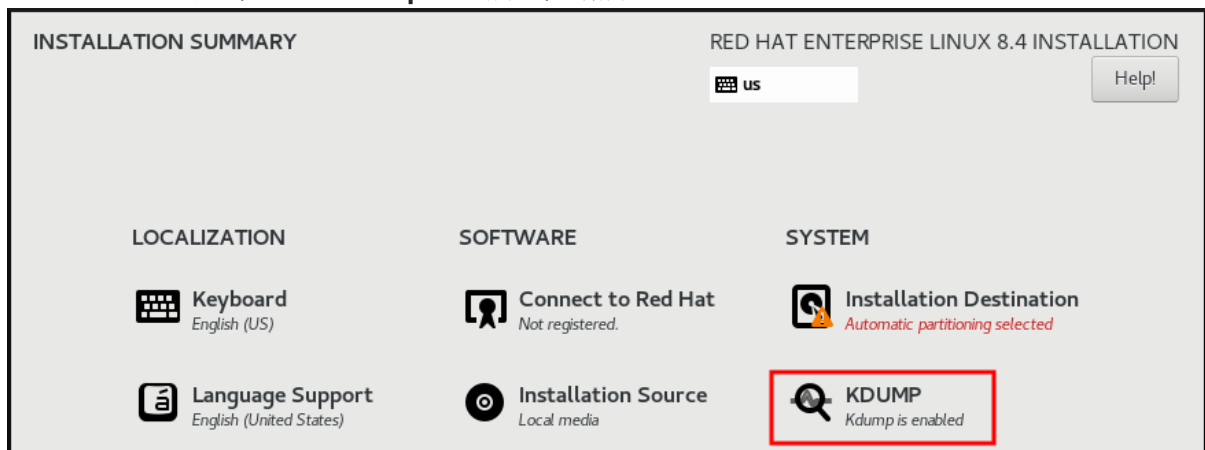 INSTALLATION SUMMARY
RED HAT ENTERPRISE LINUX 8.4 INSTALLATION
us
Help!
LOCALIZATION
SOFTWARE
SYSTEM
Keyboard
English (US)
Connect to Red Hat
Not registered.
Installation Destination
Automatic partitioning selected
Language Support
English (United States)
Installation Source
Local media
KDUMP
Kdump is enabled